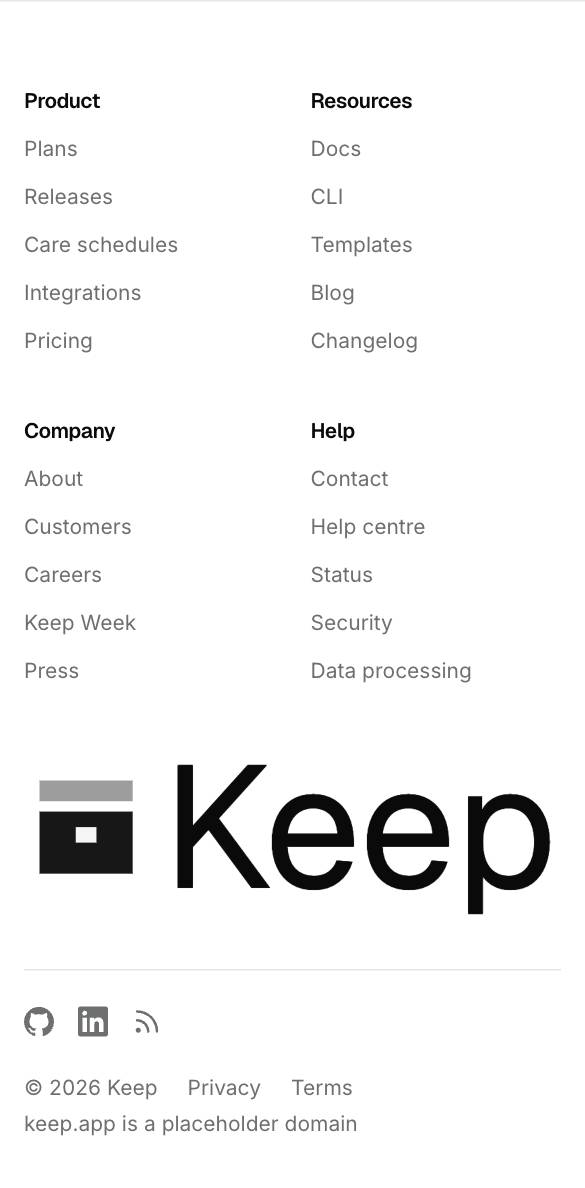 Product
Plans
Releases
Care schedules
Integrations
Pricing
Resources
Docs
CLI
Templates
Blog
Changelog
Company
About
Customers
Careers
Keep Week
Press
Help
Contact
Help centre
Status
Security
Data processing
Keep
in
© 2026 Keep Privacy Terms
keep.app is a placeholder domain